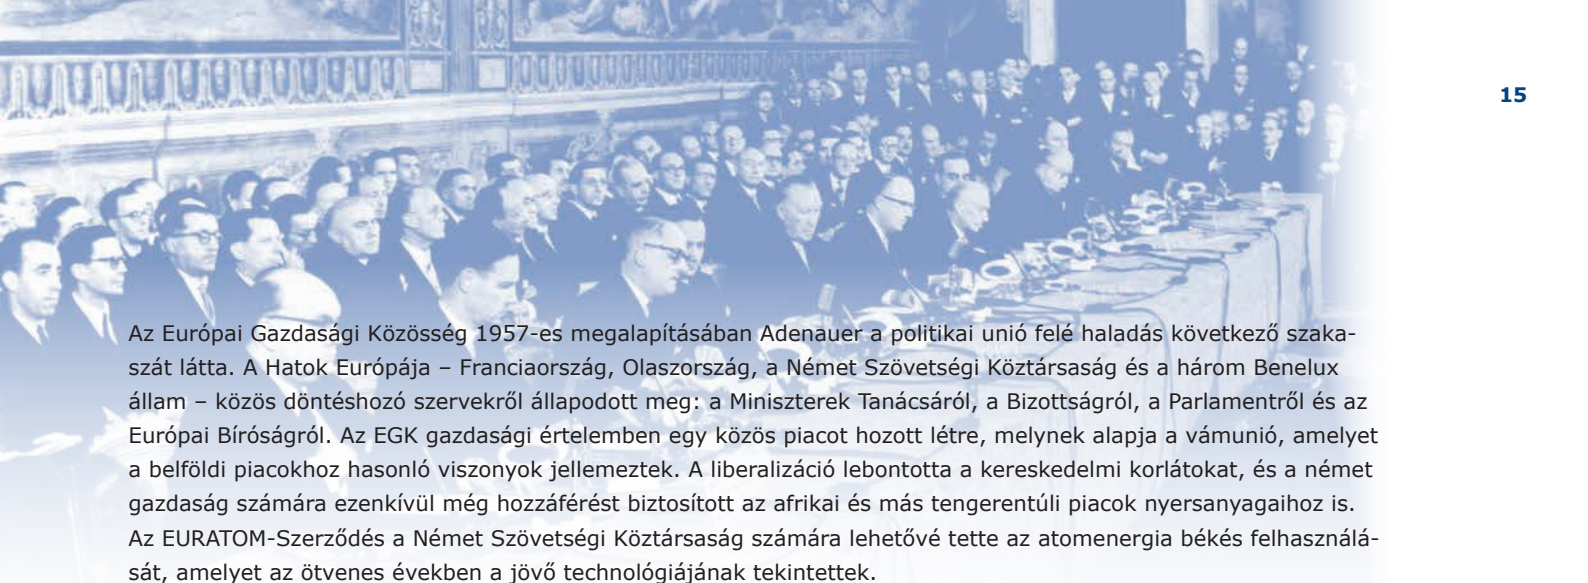 15
Az Európai Gazdasági Közösség 1957-es megalapításában Adenauer a politikai unió felé haladás következő szaka-
szát látta. A Hatok Európája – Franciaország, Olaszország, a Német Szövetségi Köztársaság és a három Benelux
állam – közös döntéshozó szervekről állapodott meg: a Miniszterek Tanácsáról, a Bizottságról, a Parlamentről és az
Európai Bíróságról. Az EGK gazdasági értelemben egy közös piacot hozott létre, melynek alapja a vámunió, amelyet
a belföldi piacokhoz hasonló viszonyok jellemeztek. A liberalizáció lebontotta a kereskedelmi korlátokat, és a német
gazdaság számára ezenkívül még hozzáférést biztosított az afrikai és más tengerentúli piacok nyersanyagaihoz is.
Az EURATOM-Szerződés a Német Szövetségi Köztársaság számára lehetővé tette az atomenergia békés felhasználá-
sát, amelyet az ötvenes években a jövő technológiájának tekintettek.